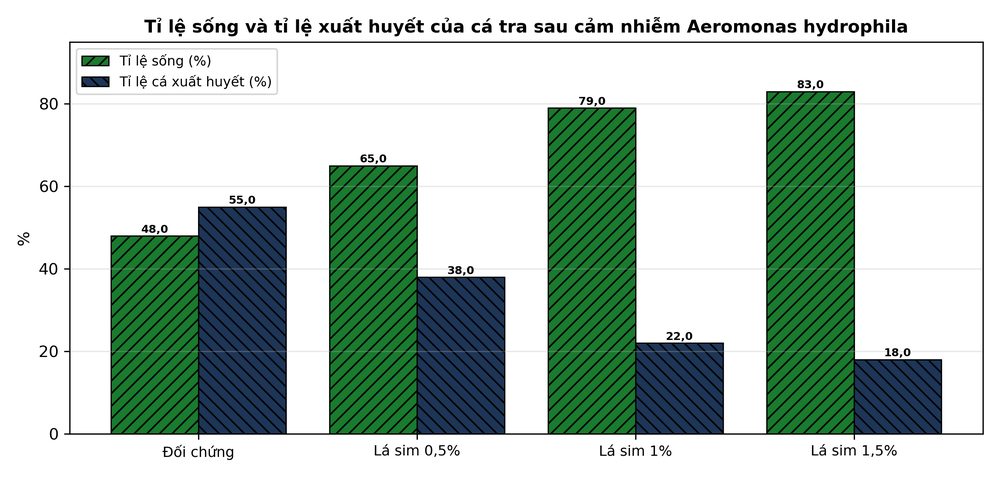 Tỉ lệ sống và tỉ lệ xuất huyết của cá tra sau cảm nhiễm Aeromonas hydrophila
Tỉ lệ sống (%)
Tỉ lệ cá xuất huyết (%)
%
80
60
40
20
0
48,0
55,0
65,0
38,0
79,0
22,0
83,0
18,0
Đối chứng
Lá sim 0,5%
Lá sim 1%
Lá sim 1,5%